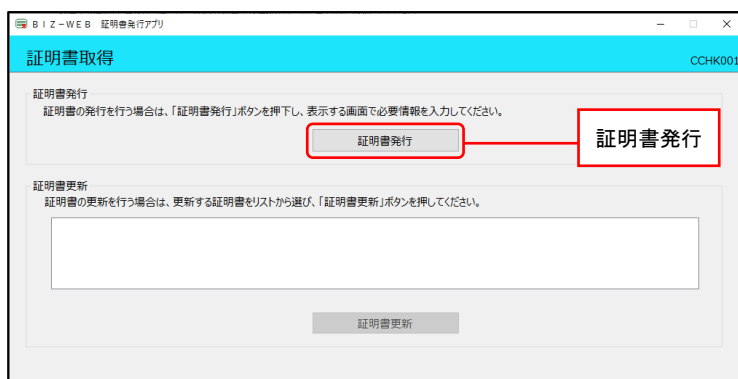 ＢＩＺ－ＷＥＢ 証明書発行アプリ
証明書取得
CCHK001
証明書発行
証明書の発行を行う場合は、「証明書発行」ボタンを押下し、表示する画面で必要情報を入力してください。
証明書発行
証明書発行
証明書更新
証明書の更新を行う場合は、更新する証明書をリストから選び、「証明書更新」ボタンを押してください。
証明書更新